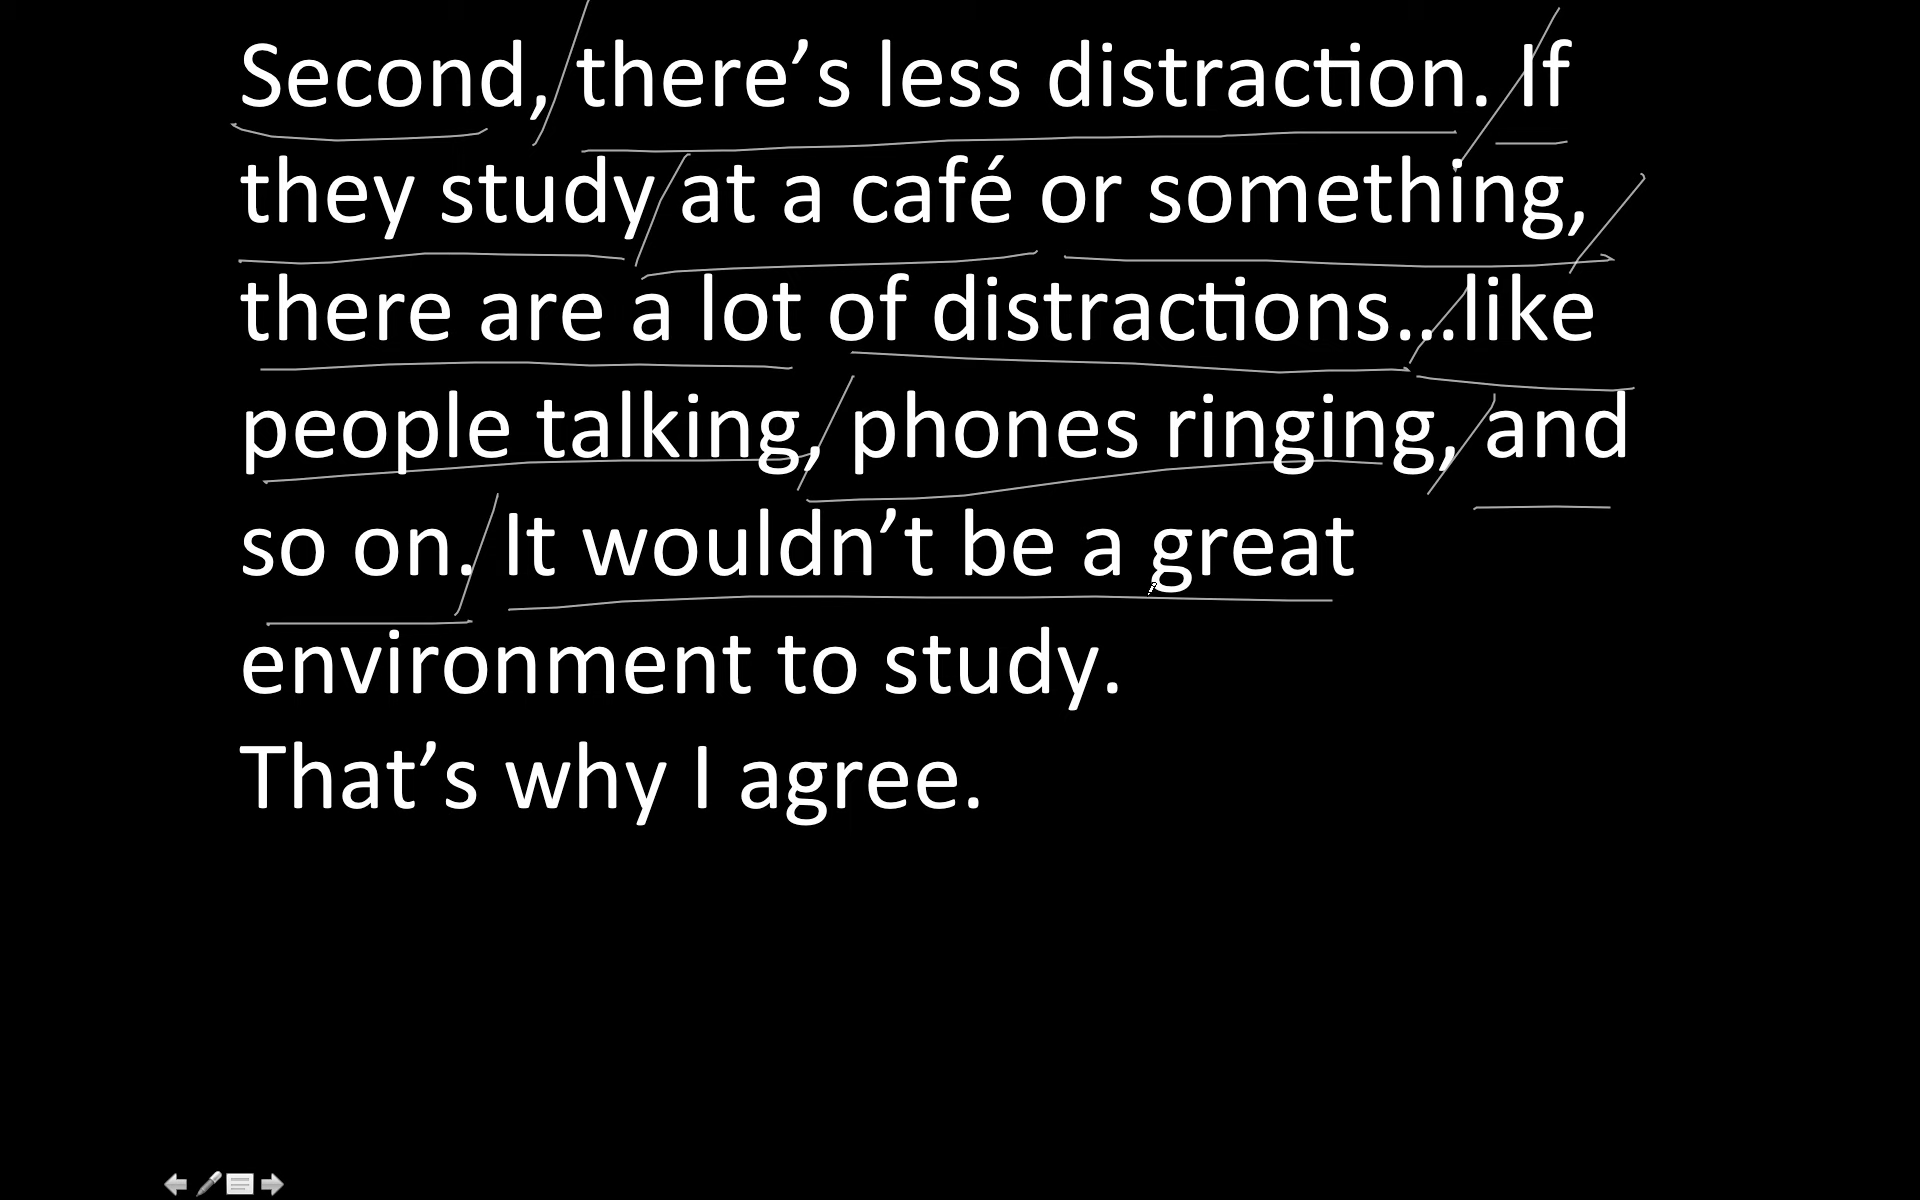 Second, there’s less distraction. If
they study at a café or something,
there are a lot of distractions...like
people talking, phones ringing, and
so on. It wouldn’t be a great
environment to study.
That’s why I agree.